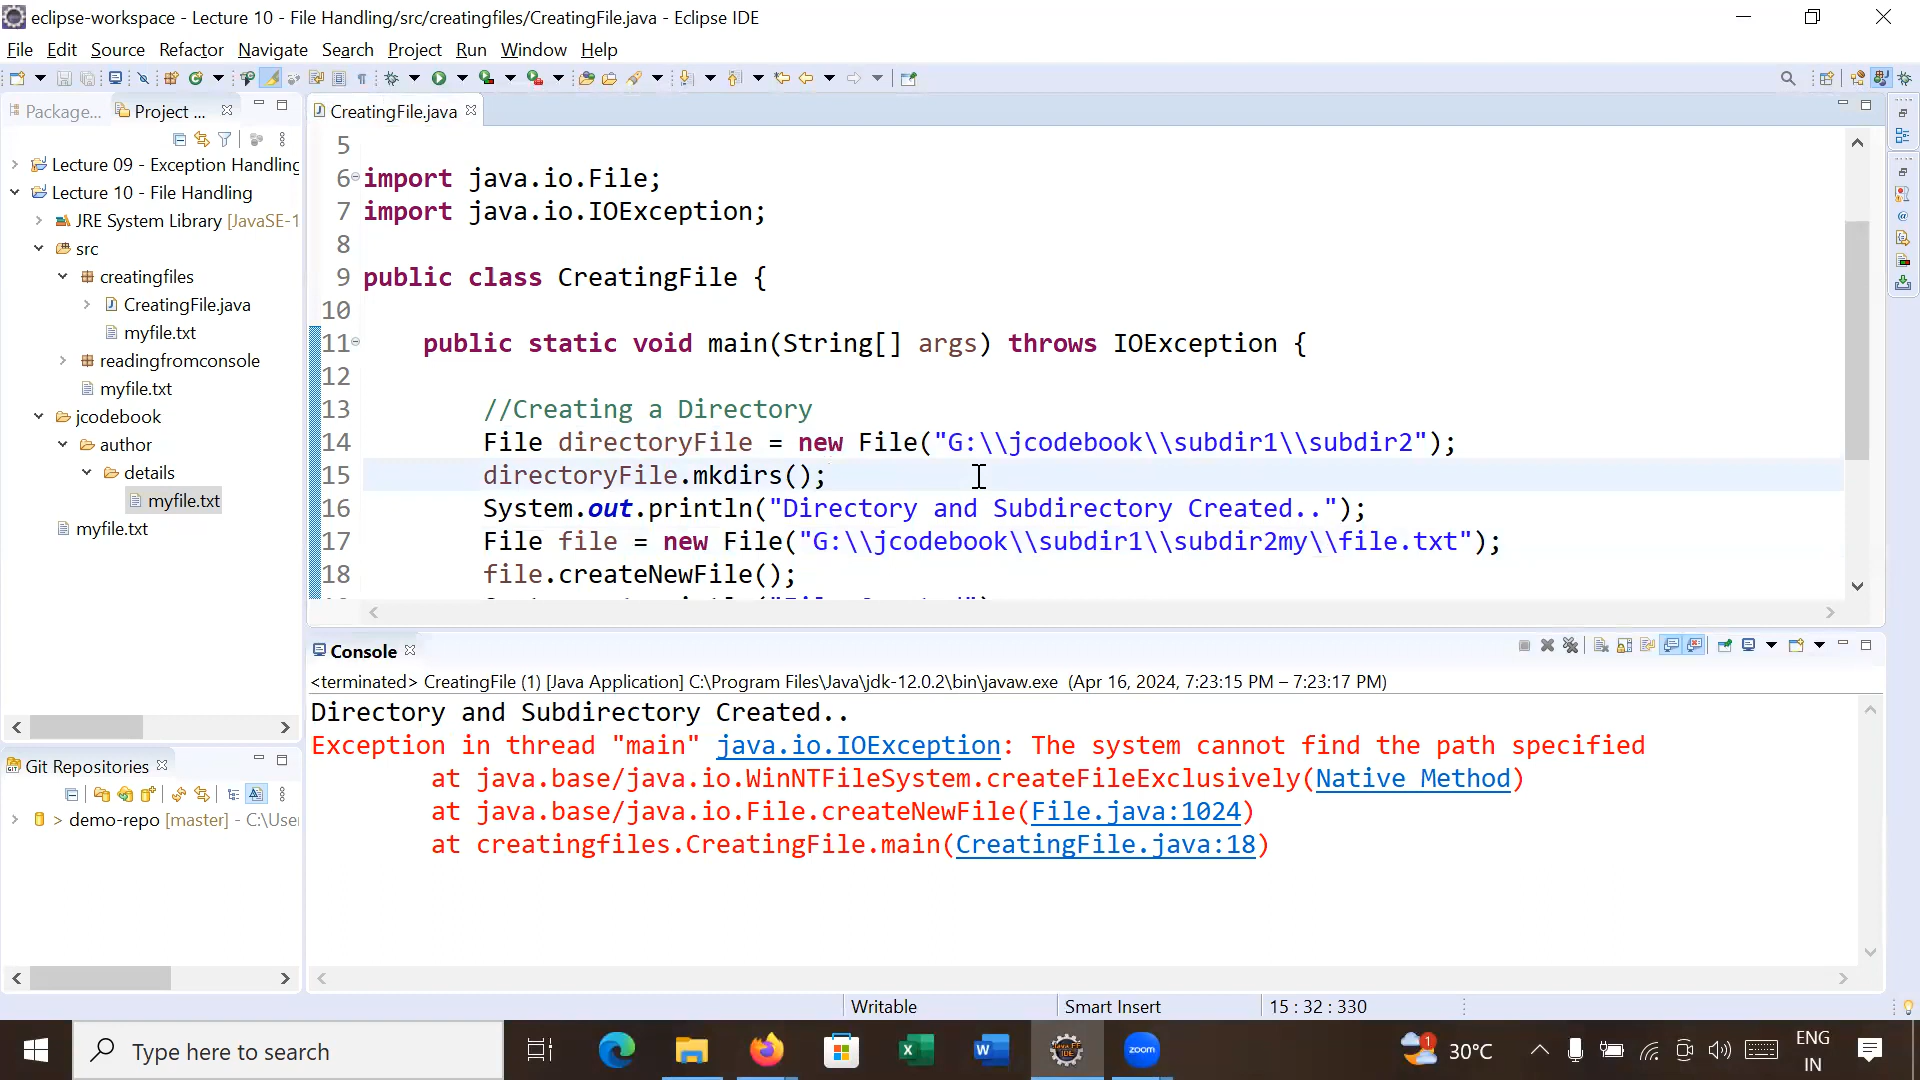 eclipse-workspace - Lecture 10 - File Handling/src/creatingfiles/CreatingFile.java - Eclipse IDE
File Edit Source Refactor Navigate Search Project Run Window Help
Package... Project ...
Lecture 09 - Exception Handling
Lecture 10 - File Handling
JRE System Library [JavaSE-1
src
creatingfiles
CreatingFile.java
myfile.txt
readingfromconsole
myfile.txt
jcodebook
author
details
myfile.txt
myfile.txt
Git Repositories
> demo-repo [master] - C:\Use
CreatingFile.java
5
6 import java.io.File;
7 import java.io.IOException;
8
9 public class CreatingFile {
10
11 public static void main(String[] args) throws IOException {
12
13 //Creating a Directory
14 File directoryFile = new File("G:\\jcodebook\\subdir1\\subdir2");
15 directoryFile.mkdirs();
16 System.out.println("Directory and Subdirectory Created..");
17 File file = new File("G:\\jcodebook\\subdir1\\subdir2my\\file.txt");
18 file.createNewFile();
Console
<terminated> CreatingFile (1) [Java Application] C:\Program Files\Java\jdk-12.0.2\bin\javaw.exe (Apr 16, 2024, 7:23:15 PM – 7:23:17 PM)
Directory and Subdirectory Created..
Exception in thread "main" java.io.IOException: The system cannot find the path specified
at java.base/java.io.WinNTFileSystem.createFileExclusively(Native Method)
at java.base/java.io.File.createNewFile(File.java:1024)
at creatingfiles.CreatingFile.main(CreatingFile.java:18)
Writable Smart Insert 15 : 32 : 330
Type here to search
zoom
30°C
ENG
IN